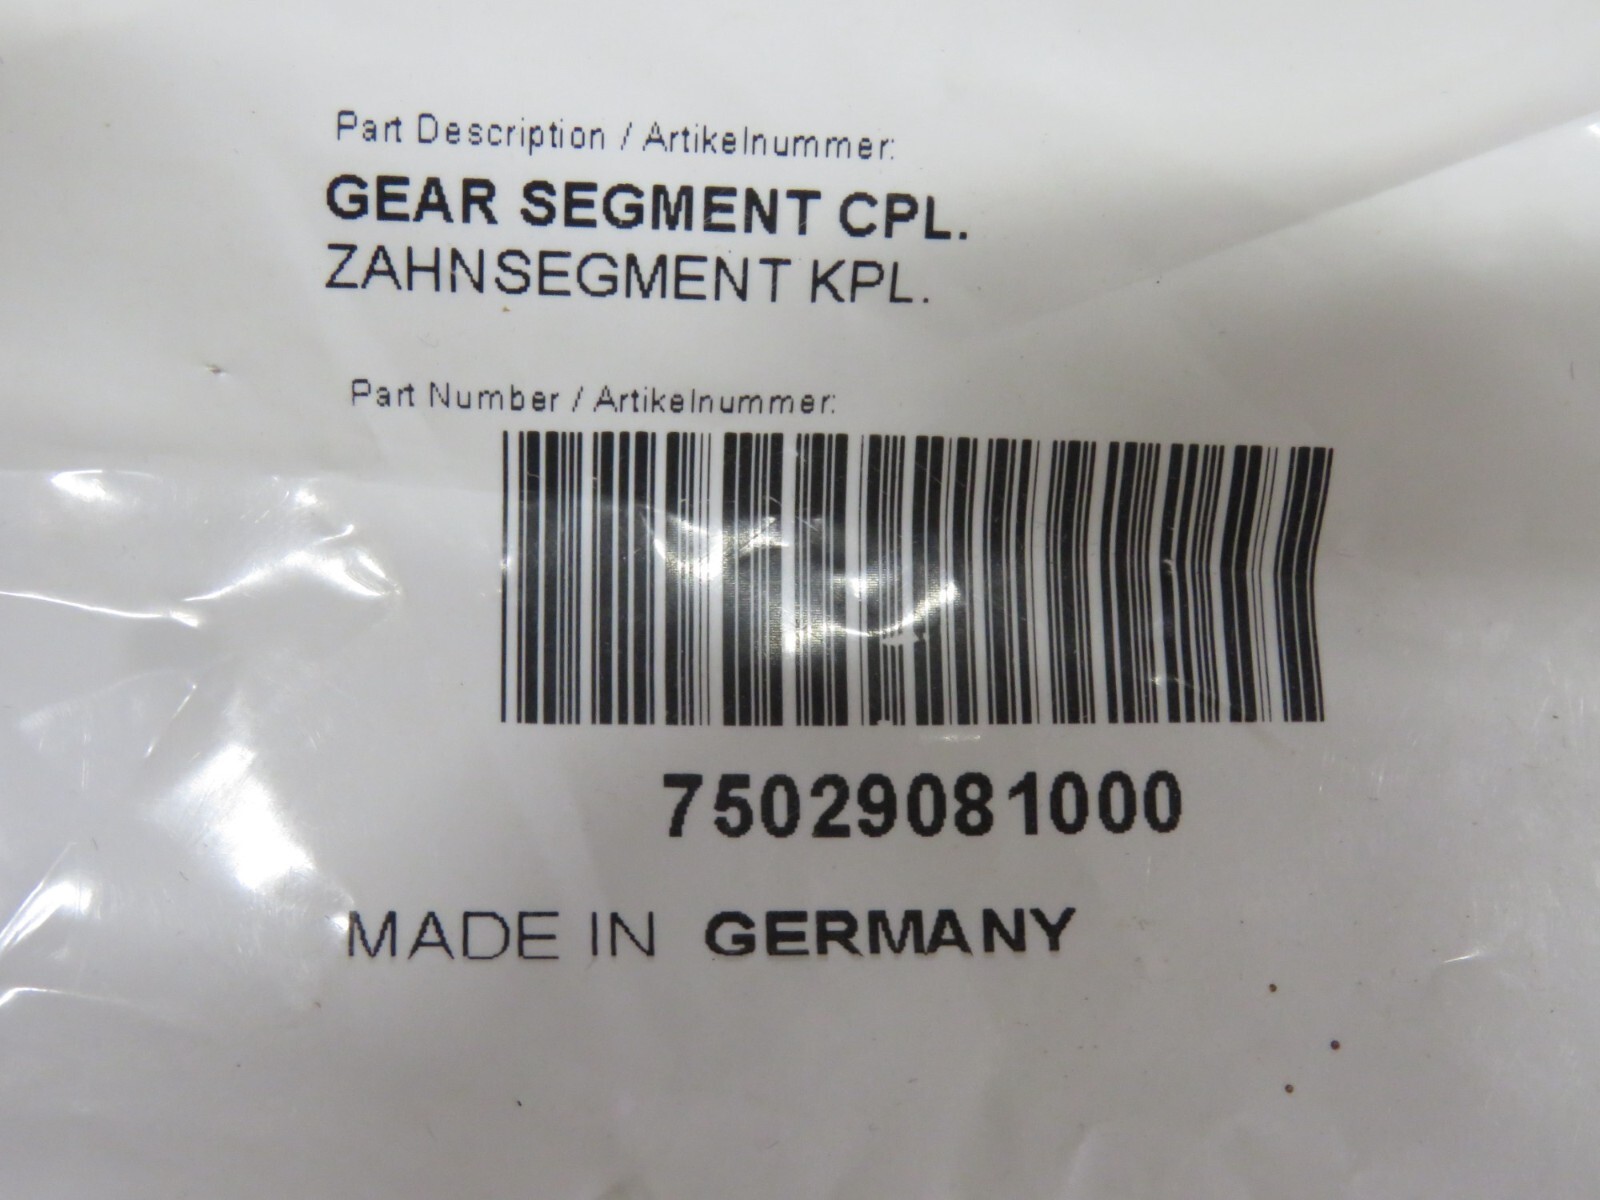 Part Description / Artikelnummer:
GEAR SEGMENT CPL.
ZAHNSEGMENT KPL.
Part Number / Artikelnummer:
75029081000
MADE IN GERMANY